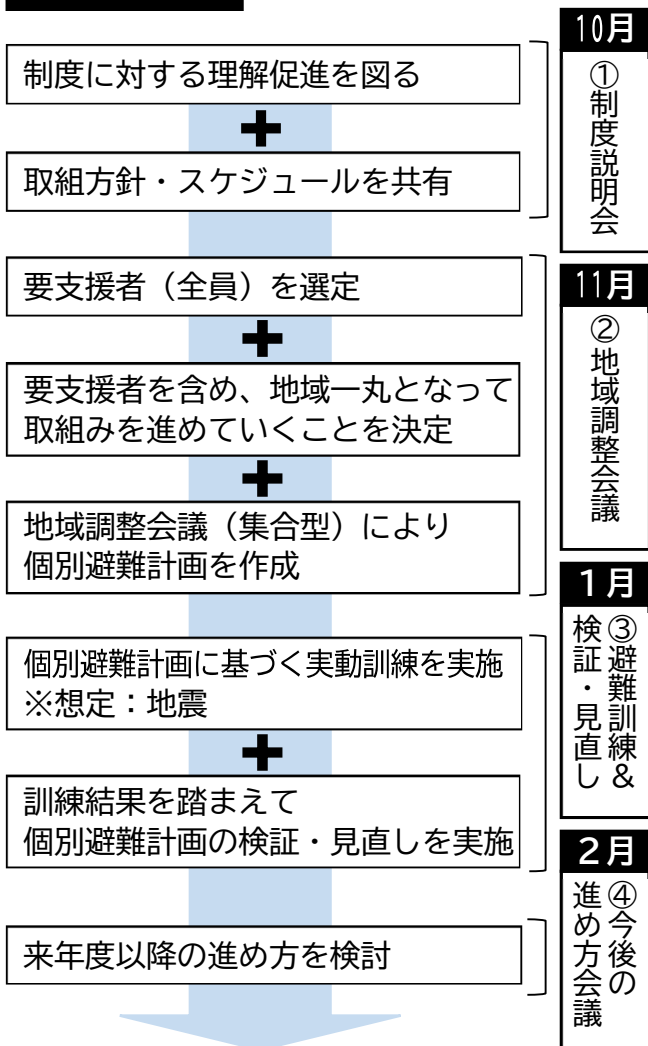 10月
①制度説明会
制度に対する理解促進を図る
+
取組方針・スケジュールを共有
11月
②地域調整会議
要支援者（全員）を選定
+
要支援者を含め、地域一丸となって
取組みを進めていくことを決定
+
地域調整会議（集合型）により
個別避難計画を作成
1月
③避難訓練＆
検証・見直し
個別避難計画に基づく実動訓練を実施
※想定：地震
+
訓練結果を踏まえて
個別避難計画の検証・見直しを実施
2月
④今後の
進め方会議
来年度以降の進め方を検討